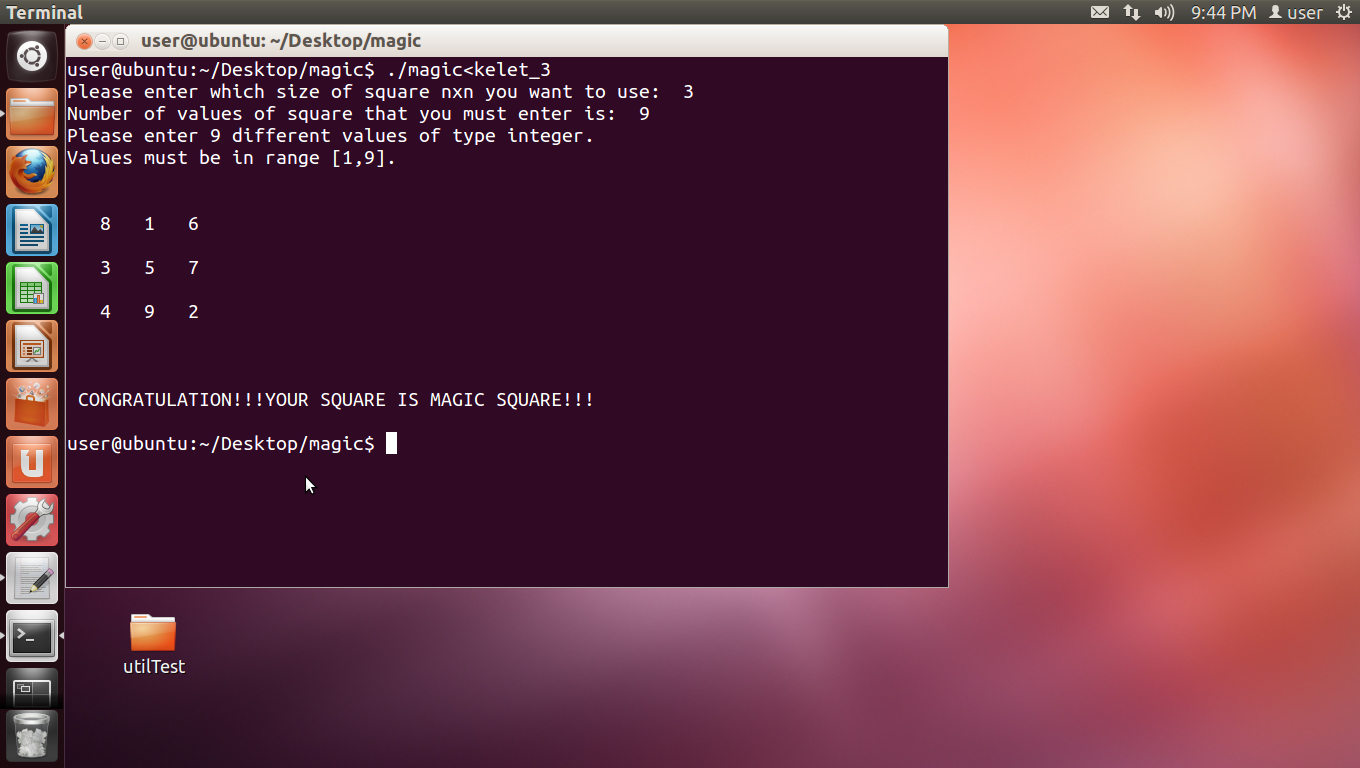 Terminal
9:44 PM user
user@ubuntu: ~/Desktop/magic
user@ubuntu:~/Desktop/magic$ ./magic<kelet_3
Please enter which size of square nxn you want to use:  3
Number of values of square that you must enter is:  9
Please enter 9 different values of type integer.
Values must be in range [1,9].
8 1 6
3 5 7
4 9 2
CONGRATULATION!!!YOUR SQUARE IS MAGIC SQUARE!!!
user@ubuntu:~/Desktop/magic$
utilTest